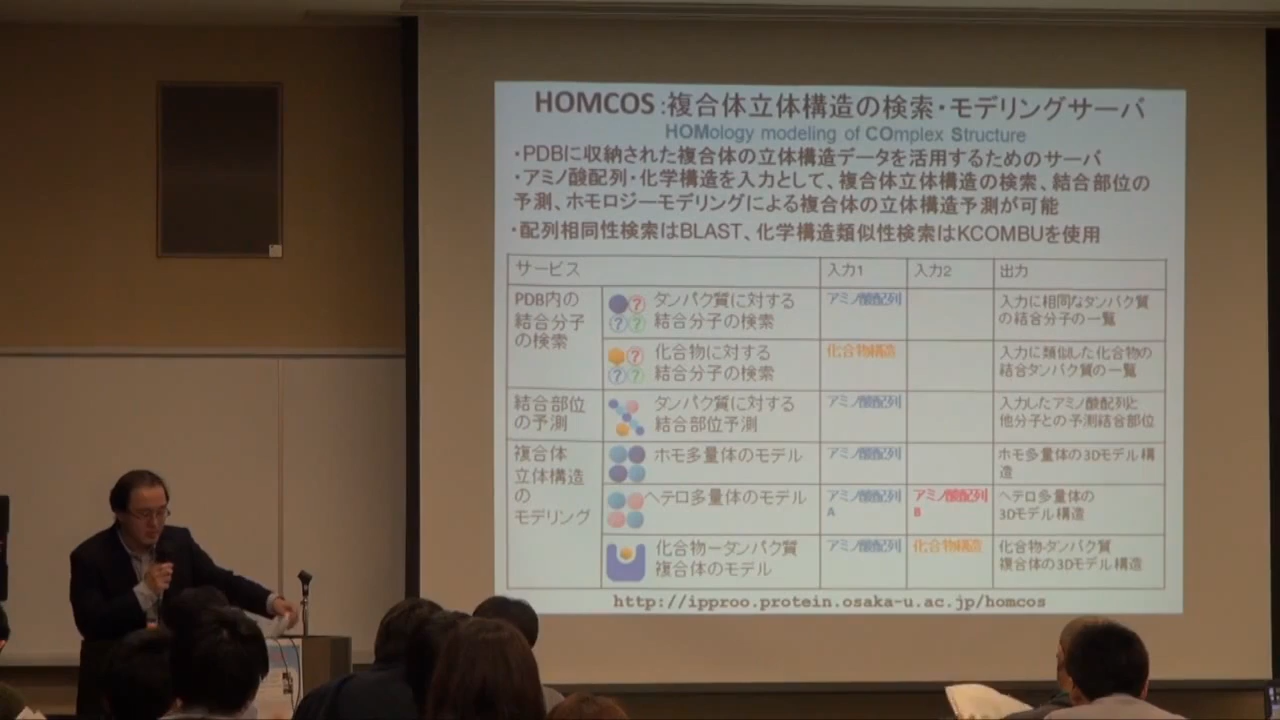 HOMCOS :複合体立体構造の検索・モデリングサーバ
HOMology modeling of COmplex Structure
・PDBに収納された複合体の立体構造データを活用するためのサーバ
・アミノ酸配列・化学構造を入力として、複合体立体構造の検索、結合部位の
予測、ホモロジーモデリングによる複合体の立体構造予測が可能
・配列相同性検索はBLAST、化学構造類似性検索はKCOMBUを使用
サービス 入力1 入力2 出力
PDB内の
結合分子
の検索
タンパク質に対する
結合分子の検索
アミノ酸配列
入力に相同なタンパク質
の結合分子の一覧
化合物に対する
結合分子の検索
化合物構造
入力に類似した化合物の
結合タンパク質の一覧
結合部位
の予測
タンパク質に対する
結合部位予測
アミノ酸配列
入力したアミノ酸配列と
他分子との予測結合部位
複合体
立体構造
の
モデリング
ホモ多量体のモデル
アミノ酸配列
ホモ多量体の3Dモデル構
造
ヘテロ多量体のモデル
アミノ酸配列
A
アミノ酸配列
B
ヘテロ多量体の
3Dモデル構造
化合物ータンパク質
複合体のモデル
アミノ酸配列
化合物構造
化合物-タンパク質
複合体の3Dモデル構造
http://ipproo.protein.osaka-u.ac.jp/homcos